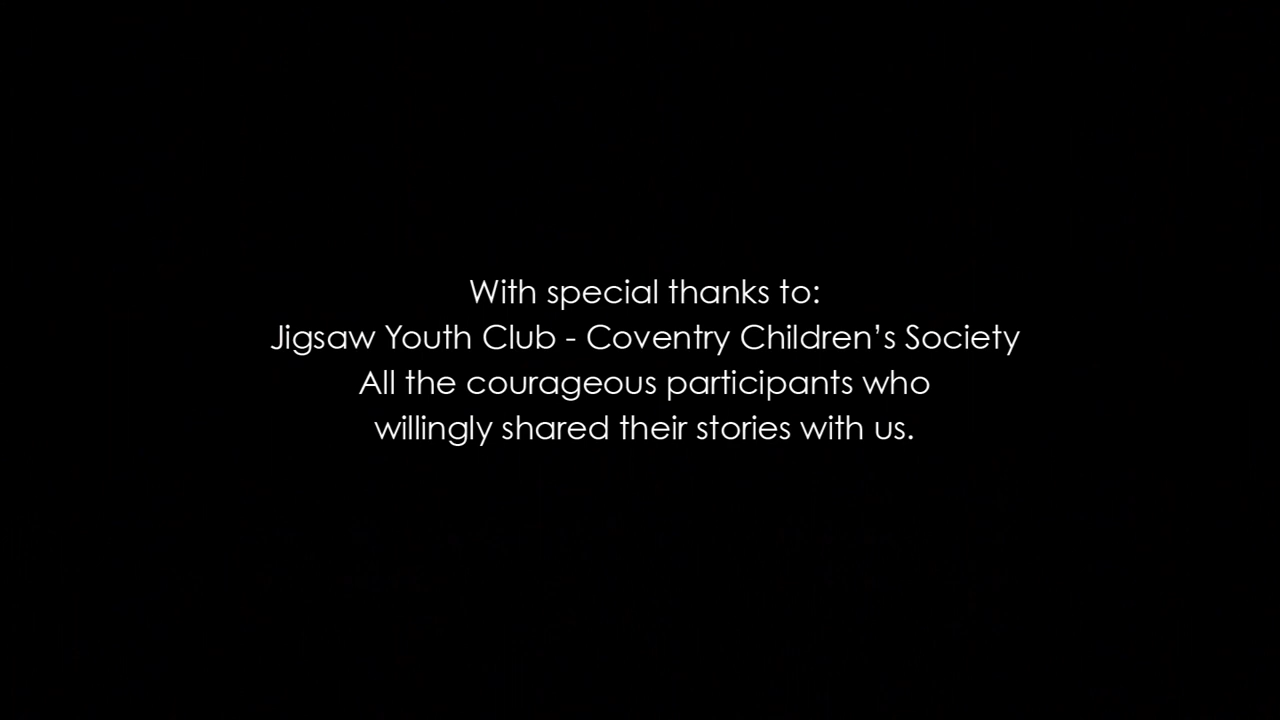 With special thanks to:
Jigsaw Youth Club - Coventry Children’s Society
All the courageous participants who
willingly shared their stories with us.